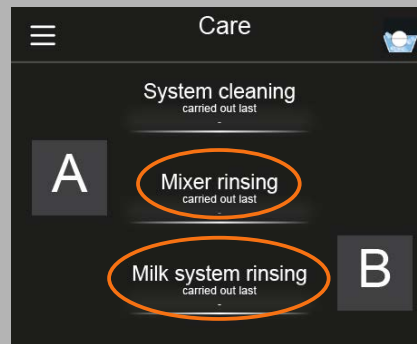 Care
System cleaning
carried out last
-
A
Mixer rinsing
carried out last
-
Milk system rinsing
carried out last
-
B